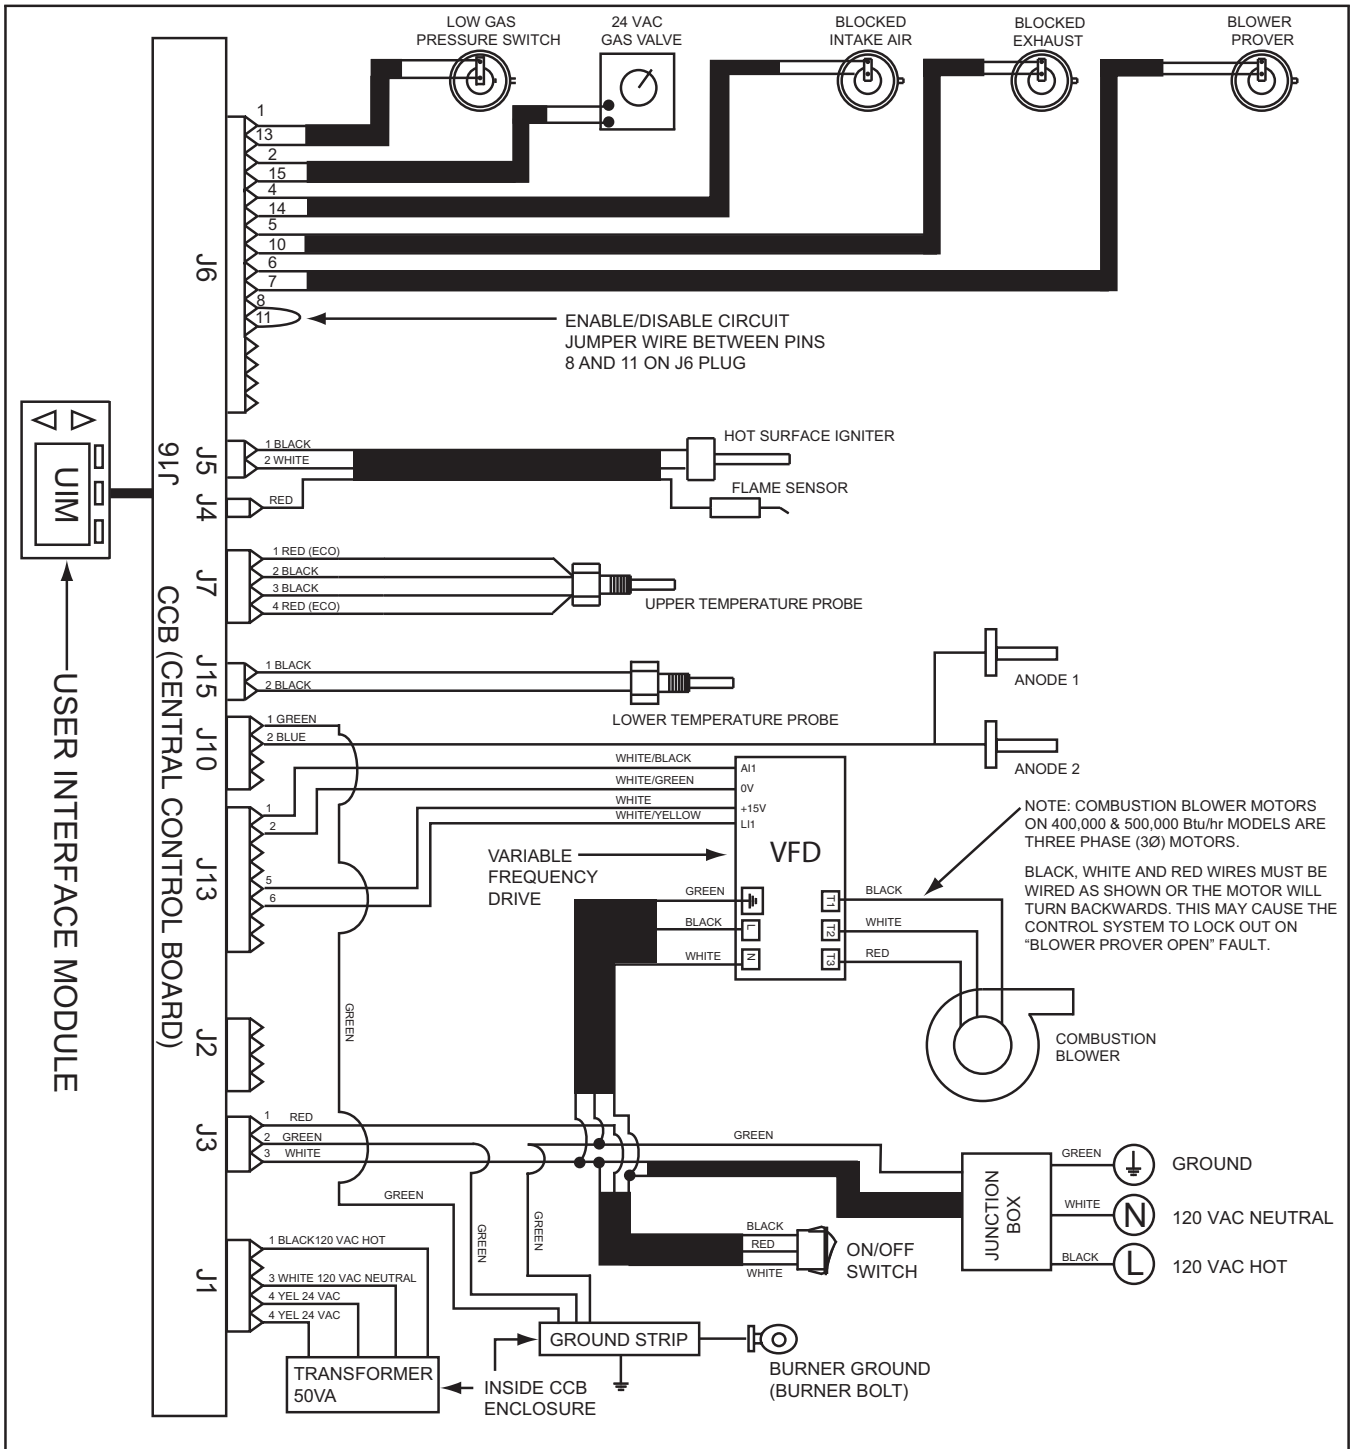 LOW GAS
PRESSURE SWITCH
24 VAC
GAS VALVE
BLOCKED
INTAKE AIR
BLOCKED
EXHAUST
BLOWER
PROVER
1
13
2
15
4
14
5
10
6
7
8
11
J6
ENABLE/DISABLE CIRCUIT
JUMPER WIRE BETWEEN PINS
8 AND 11 ON J6 PLUG
UIM
USER INTERFACE MODULE
J16
CCB (CENTRAL CONTROL BOARD)
J5
1 BLACK
2 WHITE
HOT SURFACE IGNITER
J4
RED
FLAME SENSOR
J7
1 RED (ECO)
2 BLACK
3 BLACK
4 RED (ECO)
UPPER TEMPERATURE PROBE
J15
1 BLACK
2 BLACK
LOWER TEMPERATURE PROBE
ANODE 1
ANODE 2
J10
1 GREEN
2 BLUE
J13
1
2
5
6
WHITE/BLACK
WHITE/GREEN
WHITE
WHITE/YELLOW
AI1
0V
+15V
LI1
VFD
VARIABLE
FREQUENCY
DRIVE
GREEN
BLACK
WHITE
L
N
T1
T2
T3
BLACK
WHITE
RED
NOTE: COMBUSTION BLOWER MOTORS
ON 400,000 & 500,000 Btu/hr MODELS ARE
THREE PHASE (3Ø) MOTORS.
BLACK, WHITE AND RED WIRES MUST BE
WIRED AS SHOWN OR THE MOTOR WILL
TURN BACKWARDS. THIS MAY CAUSE THE
CONTROL SYSTEM TO LOCK OUT ON
“BLOWER PROVER OPEN” FAULT.
COMBUSTION
BLOWER
GREEN
J2
J3
1 RED
2 GREEN
3 WHITE
GREEN
GREEN
GREEN
GREEN
JUNCTION
BOX
GREEN
WHITE
BLACK
GROUND
N
120 VAC NEUTRAL
L
120 VAC HOT
BLACK
RED
WHITE
ON/OFF
SWITCH
J1
1 BLACK120 VAC HOT
3 WHITE 120 VAC NEUTRAL
4 YEL 24 VAC
4 YEL 24 VAC
TRANSFORMER
50VA
INSIDE CCB
ENCLOSURE
GROUND STRIP
BURNER GROUND
(BURNER BOLT)